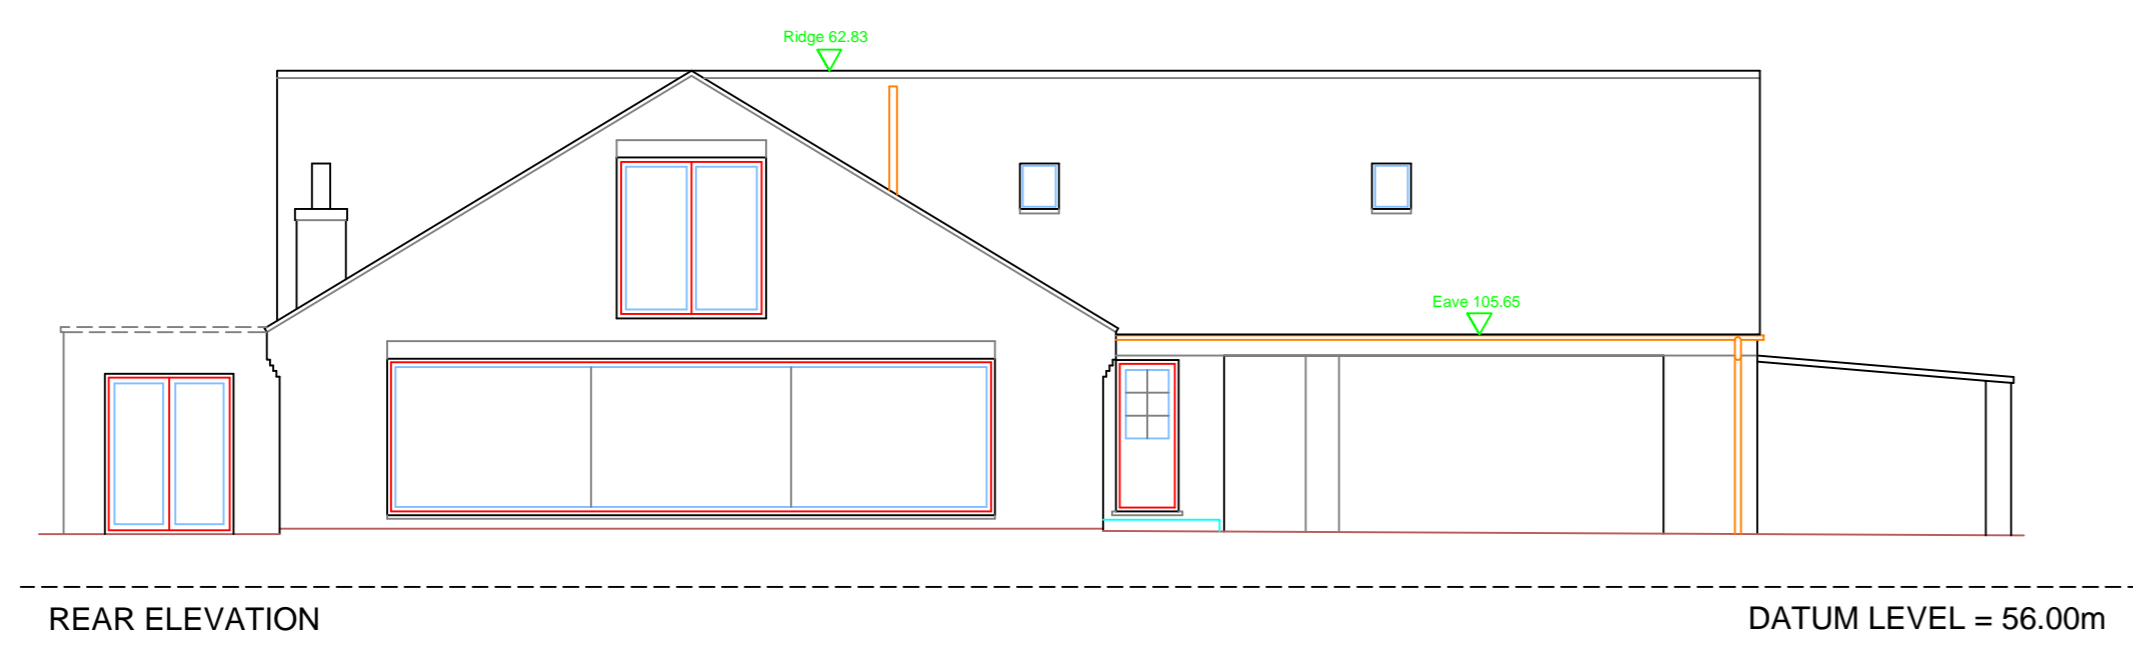 Ridge 62.83
Eave 105.65
REAR ELEVATION
DATUM LEVEL = 56.00m